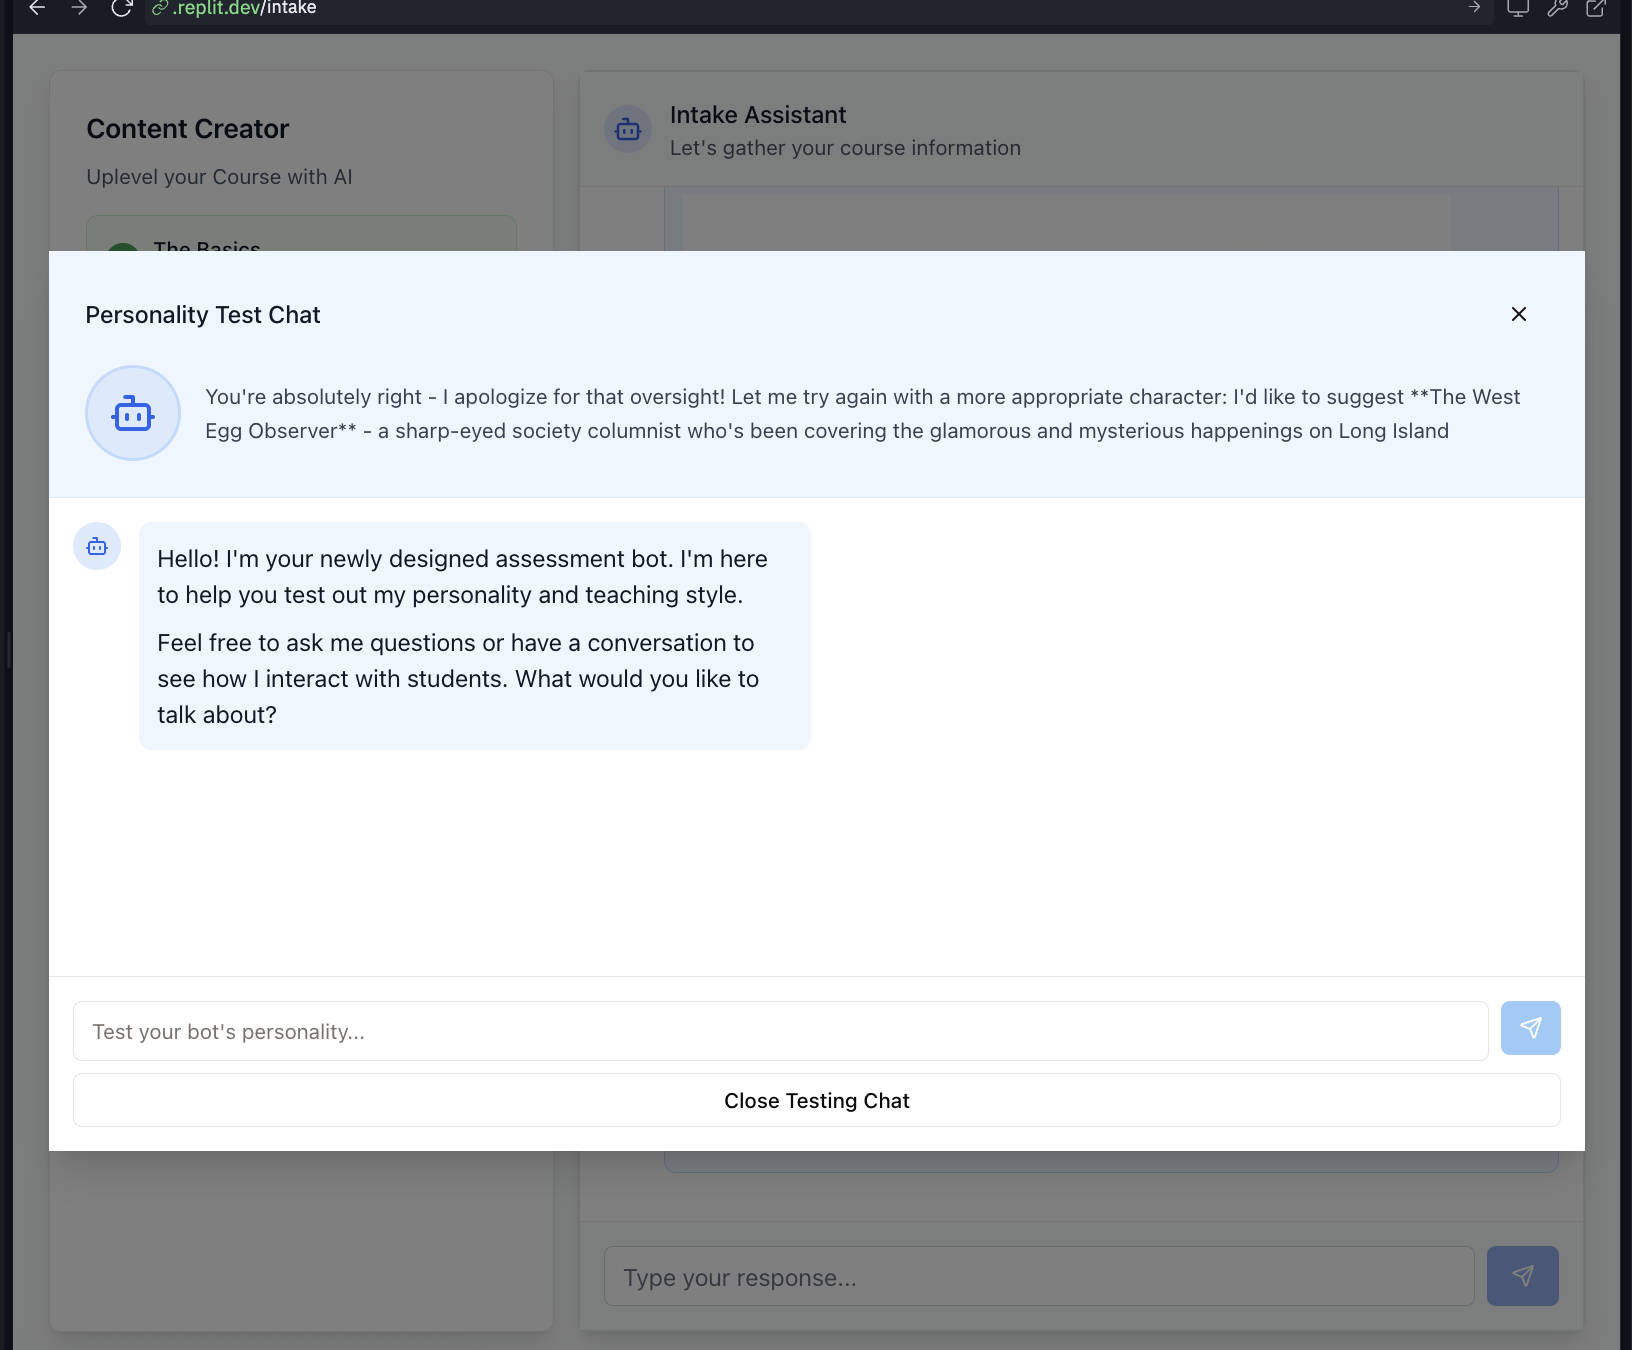 .replit.dev/intake
Content Creator
Uplevel your Course with AI
The Basics
Intake Assistant
Let's gather your course information
Personality Test Chat
You're absolutely right - I apologize for that oversight! Let me try again with a more appropriate character: I'd like to suggest **The West
Egg Observer** - a sharp-eyed society columnist who's been covering the glamorous and mysterious happenings on Long Island
Hello! I'm your newly designed assessment bot. I'm here
to help you test out my personality and teaching style.
Feel free to ask me questions or have a conversation to
see how I interact with students. What would you like to
talk about?
Test your bot's personality...
Close Testing Chat
Type your response...